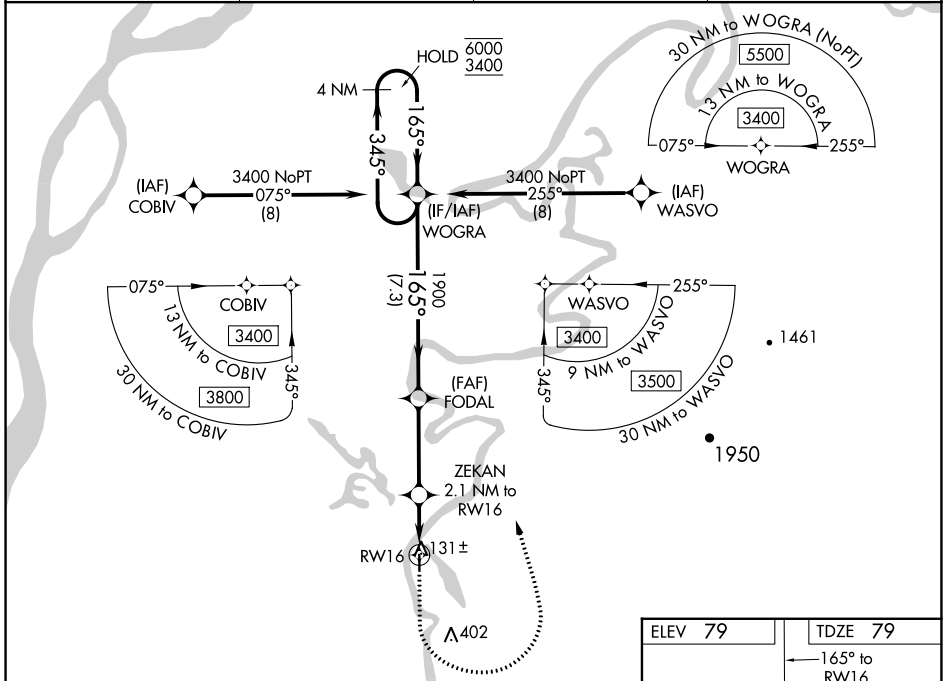 HOLD 6000
3400
4 NM
165°
345°
30 NM to WOGRA (NoPT)
5500
13 NM to WOGRA
3400
075°
255°
WOGRA
(IAF)
COBIV
3400 NoPT
075°
(8)
(IF/IAF)
WOGRA
3400 NoPT
255°
(8)
(IAF)
WASVO
1900
165°
(7.3)
075°
COBIV
3400
13 NM to COBIV
3800
30 NM to COBIV
345°
WASVO
255°
3400
9 NM to WASVO
3500
30 NM to WASVO
345°
1461
1950
(FAF)
FODAL
ZEKAN
2.1 NM to
RW16
RW16
131±
402
ELEV 79
TDZE 79
165° to
RW16